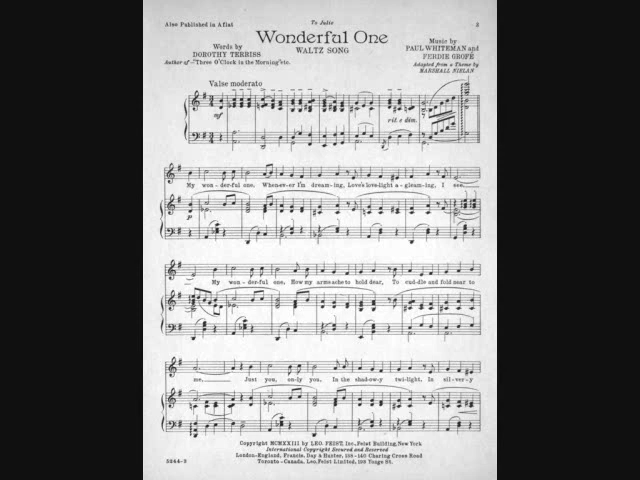 Also Published in A flat
To Julie
3
Wonderful One
WALTZ SONG
Words by
DOROTHY TERRISS
Author of "Three O'Clock in the Morning" etc.
Music by
PAUL WHITEMAN and
FERDIE GROFÉ
Adapted from a Theme by
MARSHALL NIELAN
Valse moderato
mf
rit e dim.
My won-der-ful one, When-ev-er I'm dream-ing, Love's love-light a-gleam-ing, I see
p
My won-der-ful one, How my arms ache to hold dear, To cud-dle and fold near to
me. Just you, on-ly you, In the shad-ow-y twi-light, In sil-ver-y
Copyright MCMXXIII by LEO. FEIST, Inc., Feist Building, New York
International Copyright Secured and Reserved
London-England, Francis, Day & Hunter, 138-140 Charing Cross Road
Toronto-Canada, Leo. Feist Limited, 193 Yonge St.
5244-3